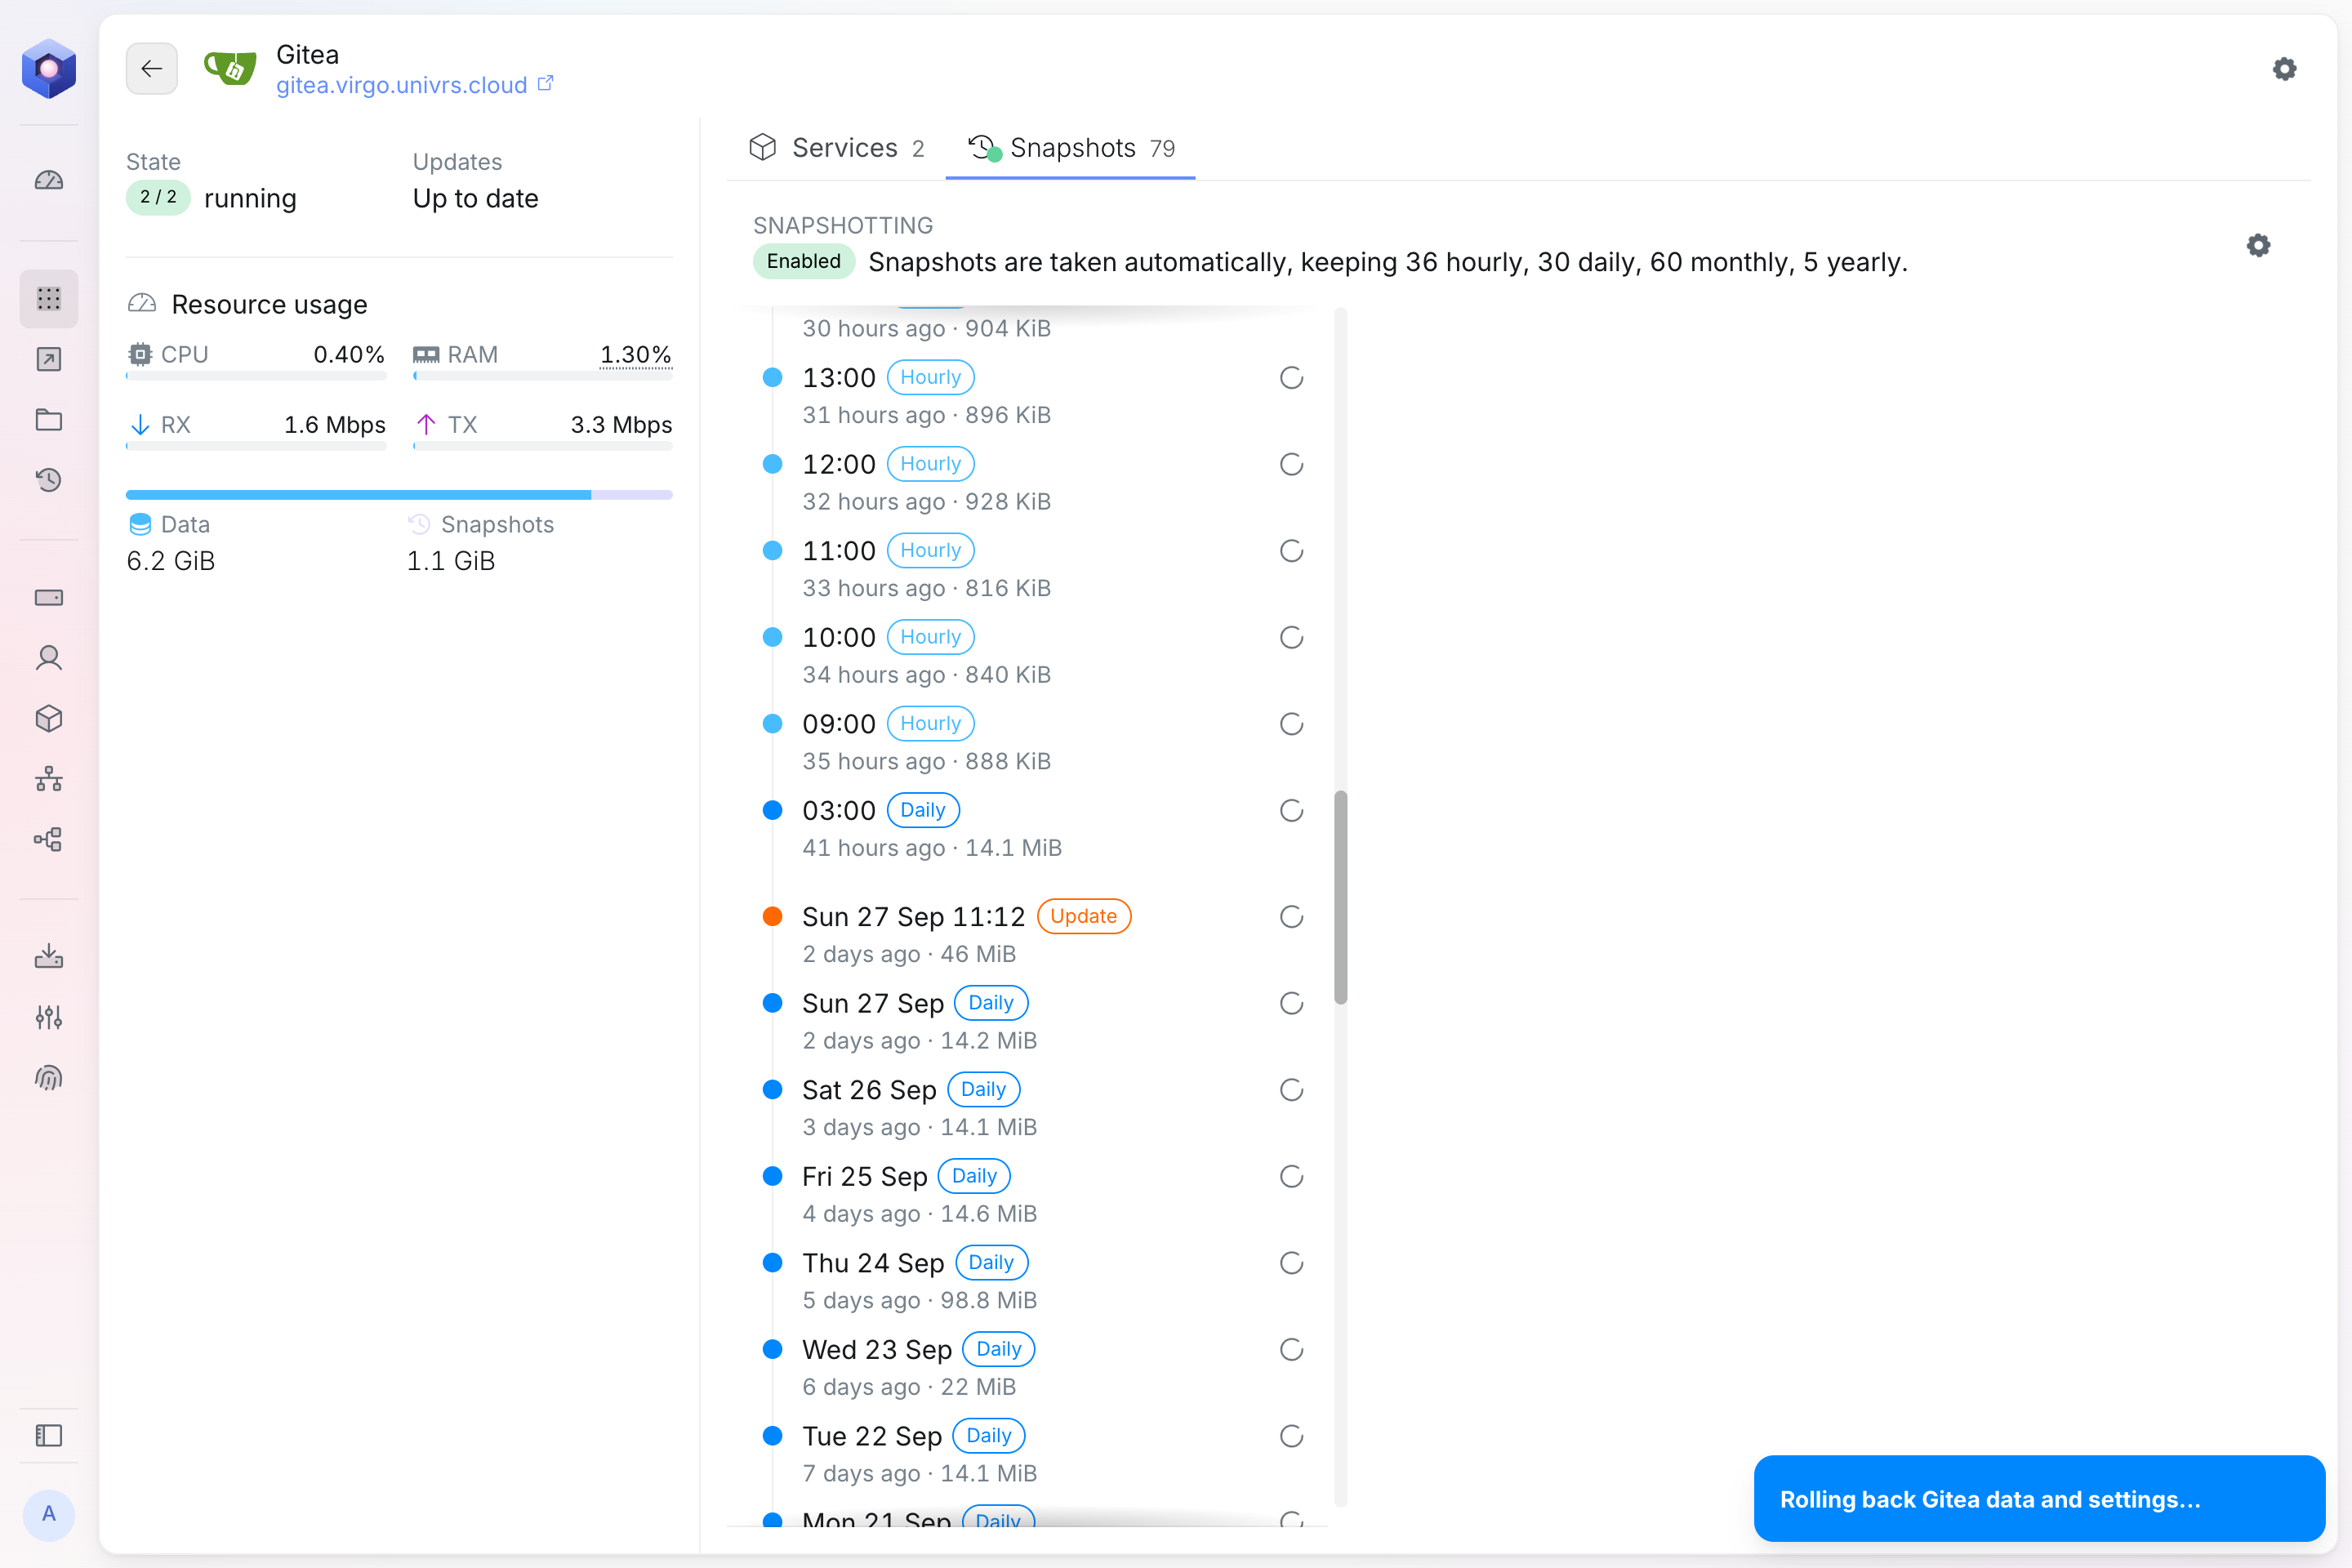 Gitea
gitea.virgo.univrs.cloud
State
2 / 2 running
Updates
Up to date
Resource usage
CPU 0.40%
RAM 1.30%
RX 1.6 Mbps
TX 3.3 Mbps
Data
6.2 GiB
Snapshots
1.1 GiB
Services 2
Snapshots 79
SNAPSHOTTING
Enabled Snapshots are taken automatically, keeping 36 hourly, 30 daily, 60 monthly, 5 yearly.
30 hours ago · 904 KiB
13:00 Hourly
31 hours ago · 896 KiB
12:00 Hourly
32 hours ago · 928 KiB
11:00 Hourly
33 hours ago · 816 KiB
10:00 Hourly
34 hours ago · 840 KiB
09:00 Hourly
35 hours ago · 888 KiB
03:00 Daily
41 hours ago · 14.1 MiB
Sun 27 Sep 11:12 Update
2 days ago · 46 MiB
Sun 27 Sep Daily
2 days ago · 14.2 MiB
Sat 26 Sep Daily
3 days ago · 14.1 MiB
Fri 25 Sep Daily
4 days ago · 14.6 MiB
Thu 24 Sep Daily
5 days ago · 98.8 MiB
Wed 23 Sep Daily
6 days ago · 22 MiB
Tue 22 Sep Daily
7 days ago · 14.1 MiB
Mon 21 Sep Daily
A
Rolling back Gitea data and settings...